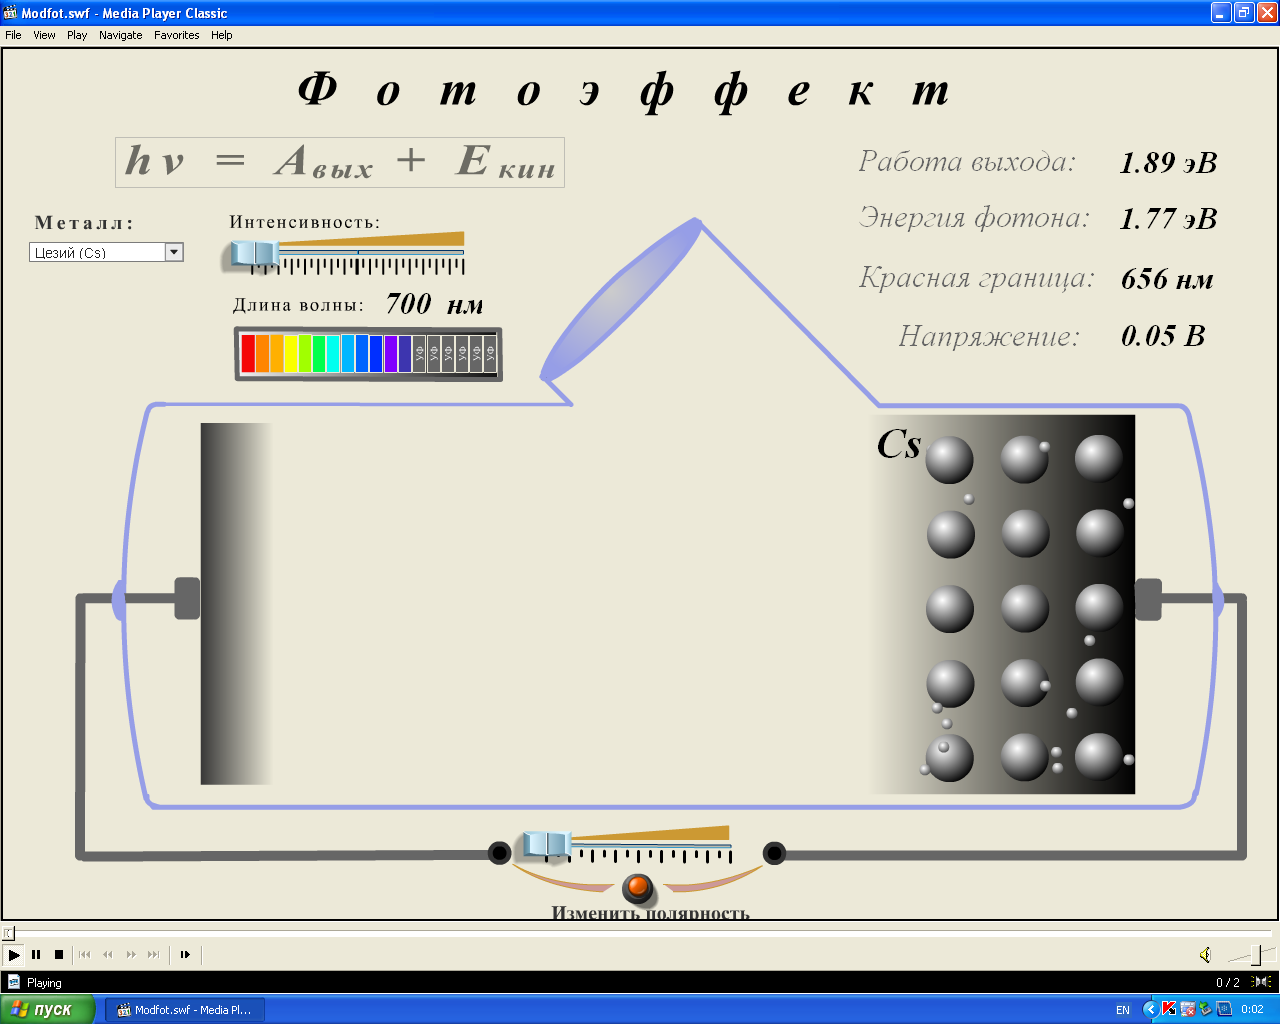 Modfot.swf - Media Player Classic
File View Play Navigate Favorites Help
Фотоэффект
hν = Aвых + Eкин
Работа выхода: 1.89 эВ
Энергия фотона: 1.77 эВ
Красная граница: 656 нм
Напряжение: 0.05 В
Металл:
Цезий (Cs)
Интенсивность:
Длина волны: 700 нм
УФ УФ УФ УФ УФ УФ
Cs
Изменить полярность
Playing
0 / 2
пуск
Modfot.swf - Media Pl...
EN
0:02